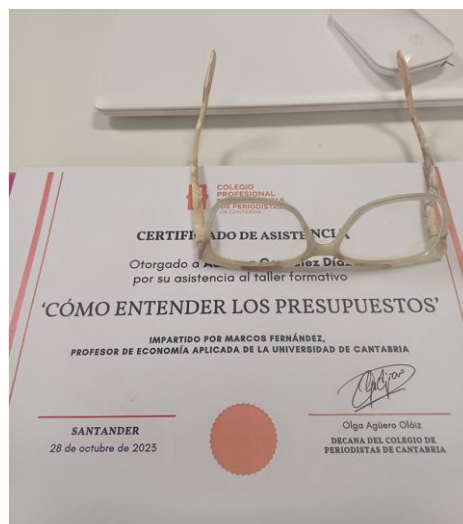 COLEGIO
PROFESIONAL
DE PERIODISTAS
DE CANTABRIA
CERTIFICADO DE ASISTENCIA
Otorgado a
por su asistencia al taller formativo
‘CÓMO ENTENDER LOS PRESUPUESTOS’
IMPARTIDO POR MARCOS FERNÁNDEZ,
PROFESOR DE ECONOMÍA APLICADA DE LA UNIVERSIDAD DE CANTABRIA
SANTANDER
28 de octubre de 2023
Olga Agüero Oláiz
DECANA DEL COLEGIO DE
PERIODISTAS DE CANTABRIA